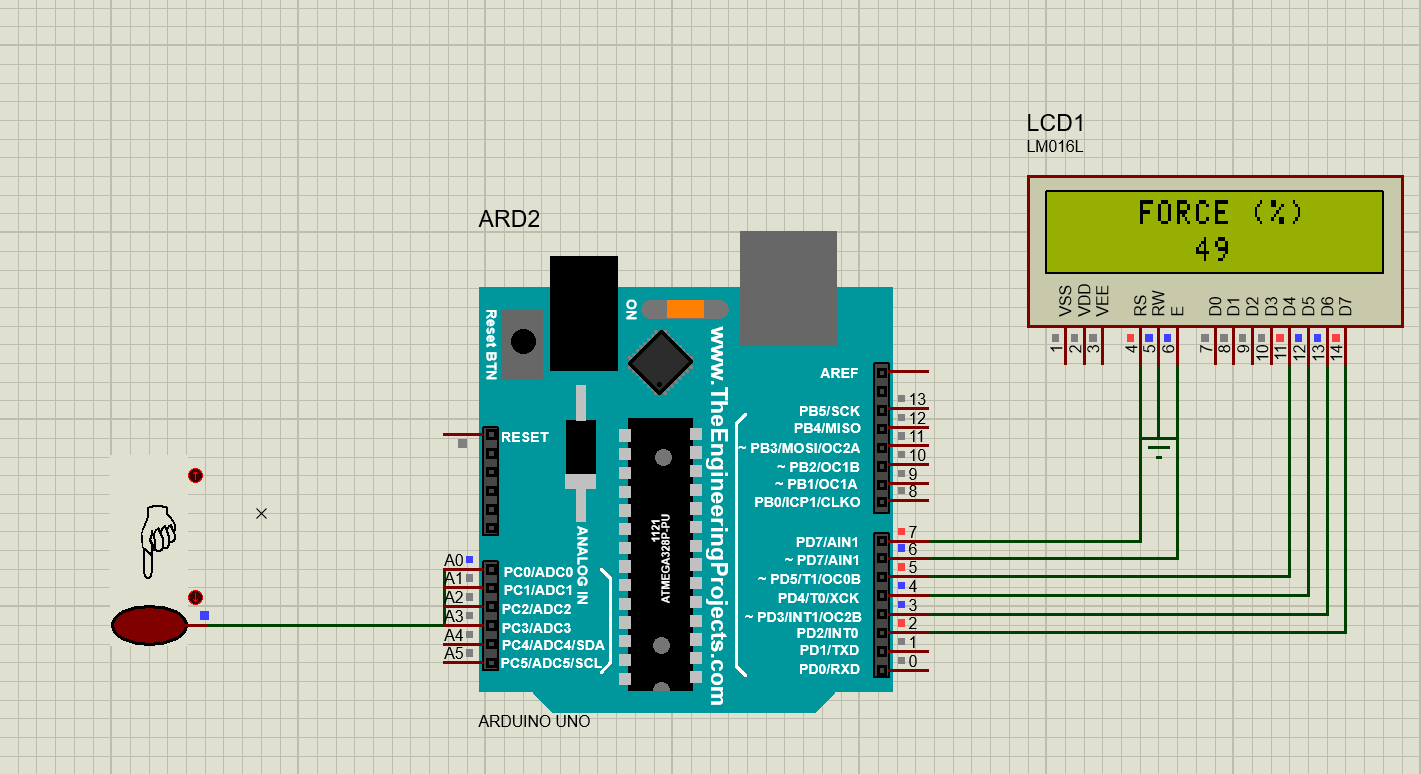 LCD1
LM016L
FORCE (%)
49
VSS
VDD
VEE
RS
RW
E
D0
D1
D2
D3
D4
D5
D6
D7
1
2
3
4
5
6
7
8
9
10
11
12
13
14
ARD2
Reset BTN
ON
www.TheEngineeringProjects.com
RESET
AREF
PB5/SCK
13
PB4/MISO
12
~ PB3/MOSI/OC2A
11
~ PB2/OC1B
10
~ PB1/OC1A
9
PB0/ICP1/CLKO
8
PD7/AIN1
7
~ PD7/AIN1
6
~ PD5/T1/OC0B
5
PD4/T0/XCK
4
~ PD3/INT1/OC2B
3
PD2/INT0
2
PD1/TXD
1
PD0/RXD
0
A0
PC0/ADC0
A1
PC1/ADC1
A2
PC2/ADC2
A3
PC3/ADC3
A4
PC4/ADC4/SDA
A5
PC5/ADC5/SCL
ANALOG IN
1121
ATMEGA328P-PU
ARDUINO UNO